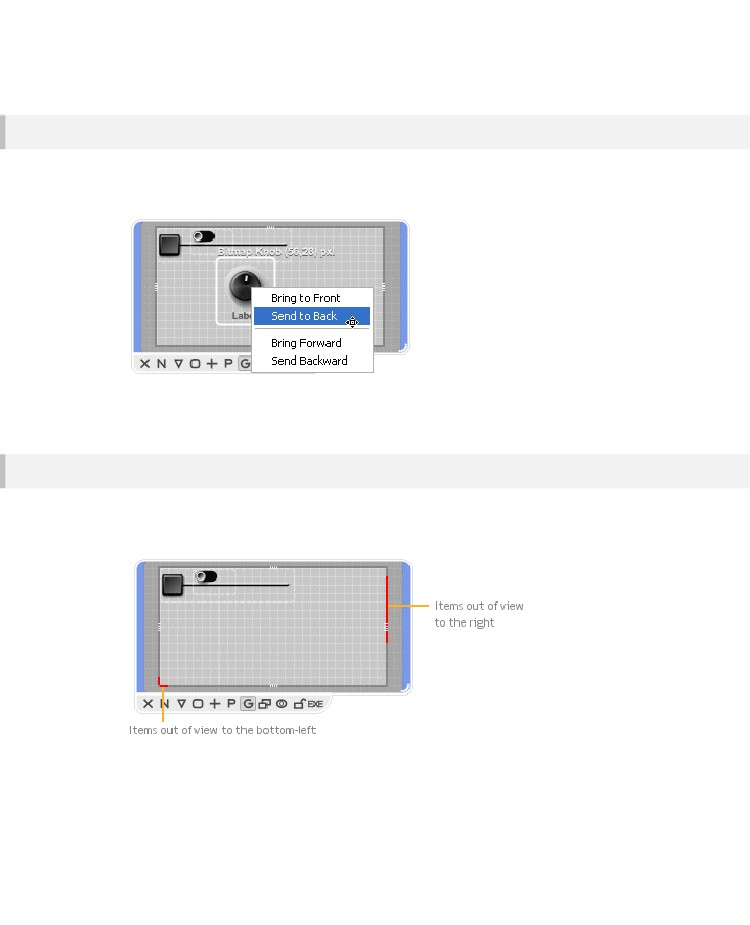 Bitmap Knob (56,28) px.
Label
Bring to Front
Send to Back
Bring Forward
Send Backward
N P G
Items out of view
to the right
N P G EXE
Items out of view to the bottom-left